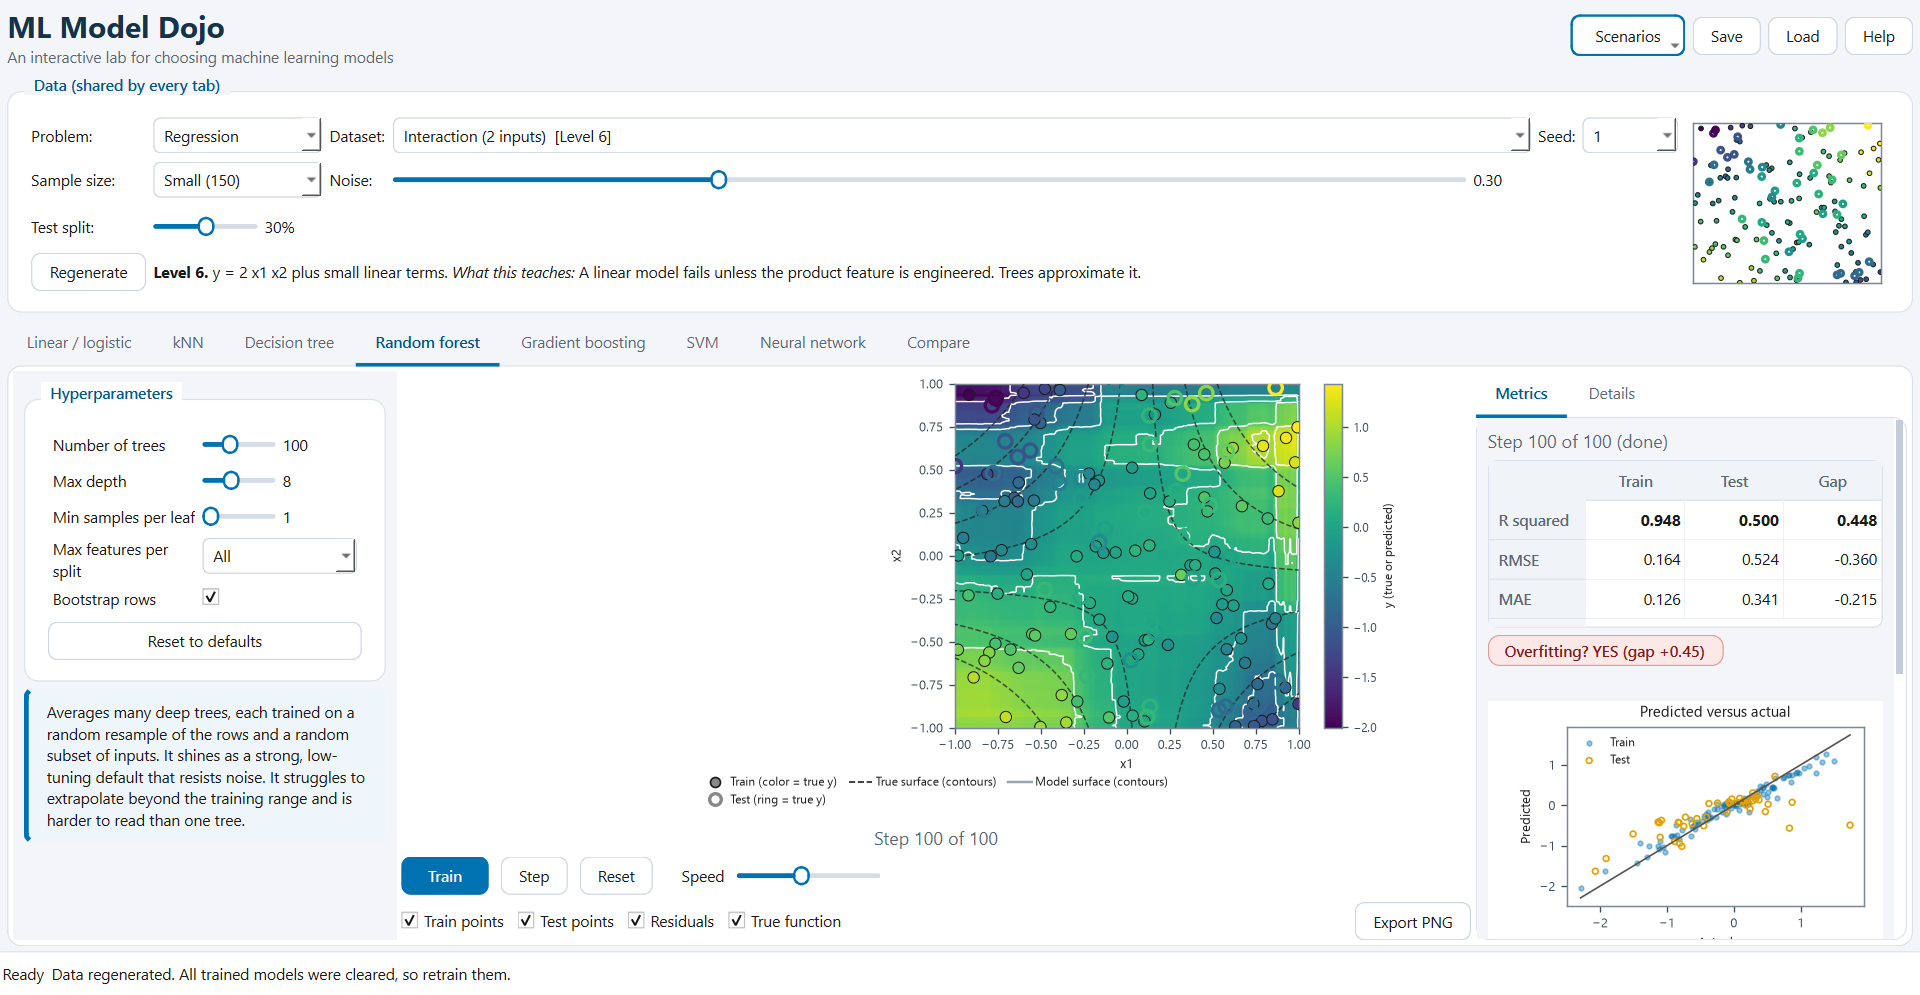 ML Model Dojo
An interactive lab for choosing machine learning models
Scenarios
Save
Load
Help
Data (shared by every tab)
Problem:
Regression
Dataset:
Interaction (2 inputs)  [Level 6]
Seed:
1
Sample size:
Small (150)
Noise:
0.30
Test split:
30%
Regenerate
Level 6. y = 2 x1 x2 plus small linear terms. What this teaches: A linear model fails unless the product feature is engineered. Trees approximate it.
Linear / logistic
kNN
Decision tree
Random forest
Gradient boosting
SVM
Neural network
Compare
Hyperparameters
Number of trees
100
Max depth
8
Min samples per leaf
1
Max features per
split
All
Bootstrap rows
Reset to defaults
Averages many deep trees, each trained on a
random resample of the rows and a random
subset of inputs. It shines as a strong, low-
tuning default that resists noise. It struggles to
extrapolate beyond the training range and is
harder to read than one tree.
1.00
0.75
0.50
0.25
0.00
−0.25
−0.50
−0.75
−1.00
x2
−1.00 −0.75 −0.50 −0.25 0.00 0.25 0.50 0.75 1.00
x1
1.0
0.5
0.0
−0.5
−1.0
−1.5
−2.0
y (true or predicted)
Train (color = true y)
True surface (contours)
Model surface (contours)
Test (ring = true y)
Step 100 of 100
Train
Step
Reset
Speed
Train points
Test points
Residuals
True function
Export PNG
Metrics
Details
Step 100 of 100 (done)
Train Test Gap
R squared 0.948 0.500 0.448
RMSE 0.164 0.524 -0.360
MAE 0.126 0.341 -0.215
Overfitting? YES (gap +0.45)
Predicted versus actual
Train
Test
1
0
−1
−2
Predicted
−2 −1 0 1
Ready  Data regenerated. All trained models were cleared, so retrain them.